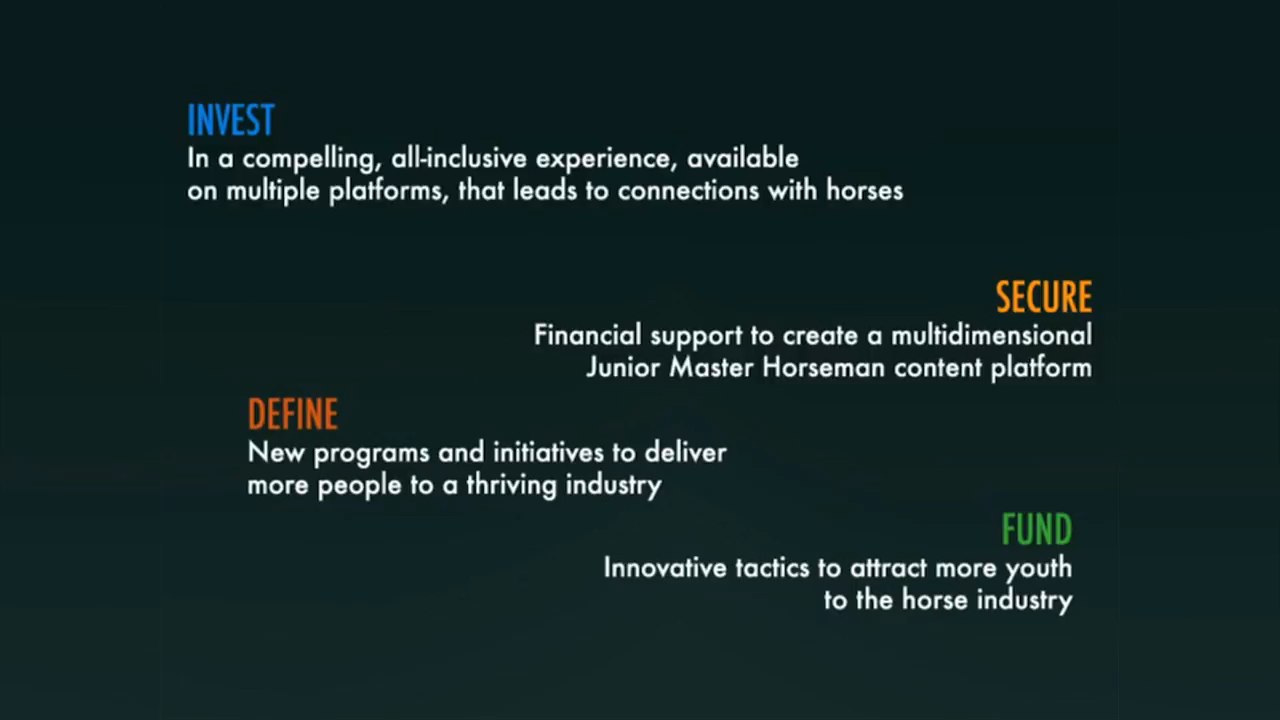 INVEST
In a compelling, all-inclusive experience, available
on multiple platforms, that leads to connections with horses
SECURE
Financial support to create a multidimensional
Junior Master Horseman content platform
DEFINE
New programs and initiatives to deliver
more people to a thriving industry
FUND
Innovative tactics to attract more youth
to the horse industry